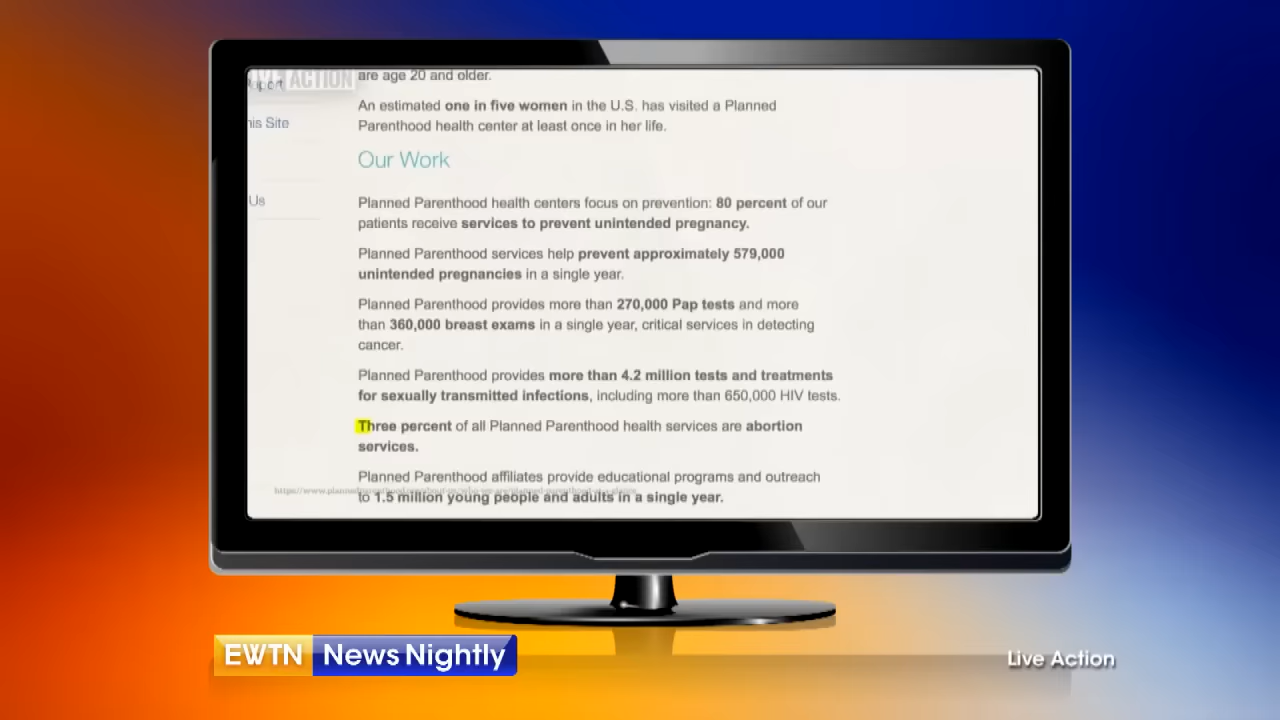 LIVE ACTION
are age 20 and older.
his Site
Us
An estimated one in five women in the U.S. has visited a Planned
Parenthood health center at least once in her life.
Our Work
Planned Parenthood health centers focus on prevention: 80 percent of our
patients receive services to prevent unintended pregnancy.
Planned Parenthood services help prevent approximately 579,000
unintended pregnancies in a single year.
Planned Parenthood provides more than 270,000 Pap tests and more
than 360,000 breast exams in a single year, critical services in detecting
cancer.
Planned Parenthood provides more than 4.2 million tests and treatments
for sexually transmitted infections, including more than 650,000 HIV tests.
Three percent of all Planned Parenthood health services are abortion
services.
Planned Parenthood affiliates provide educational programs and outreach
to 1.5 million young people and adults in a single year.
EWTN News Nightly
Live Action